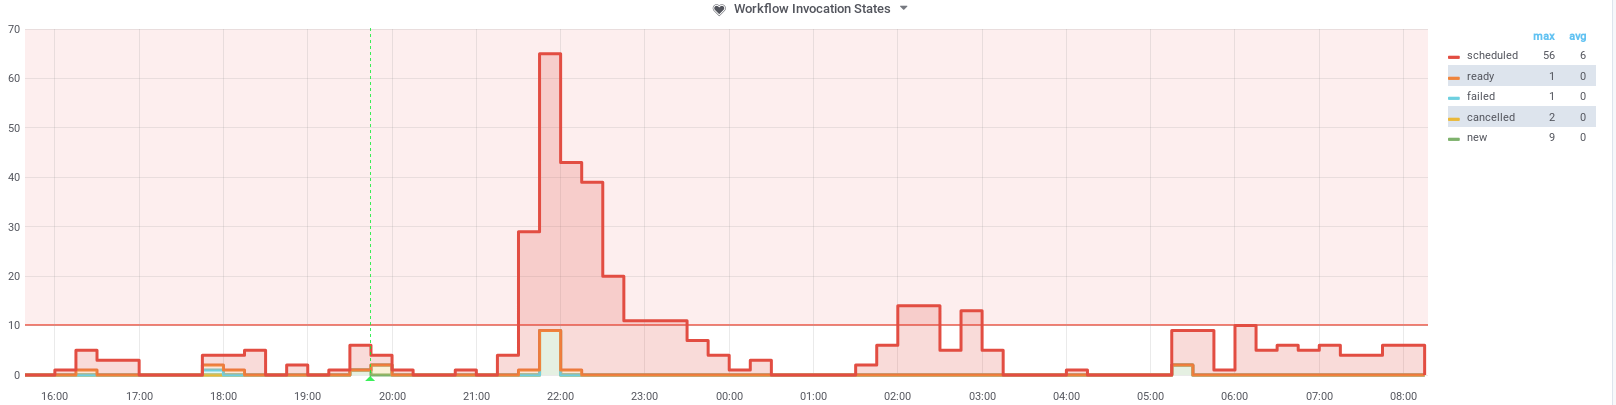 Workflow Invocation States
70
60
50
40
30
20
10
0
16:00 17:00 18:00 19:00 20:00 21:00 22:00 23:00 00:00 01:00 02:00 03:00 04:00 05:00 06:00 07:00 08:00
max avg
scheduled 56 6
ready 1 0
failed 1 0
cancelled 2 0
new 9 0